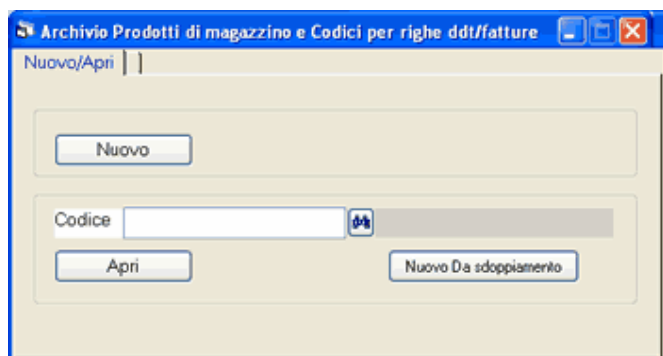 Archivio Prodotti di magazzino e Codici per righe ddt/fatture
Nuovo/Apri
Nuovo
Codice
Apri
Nuovo Da sdoppiamento